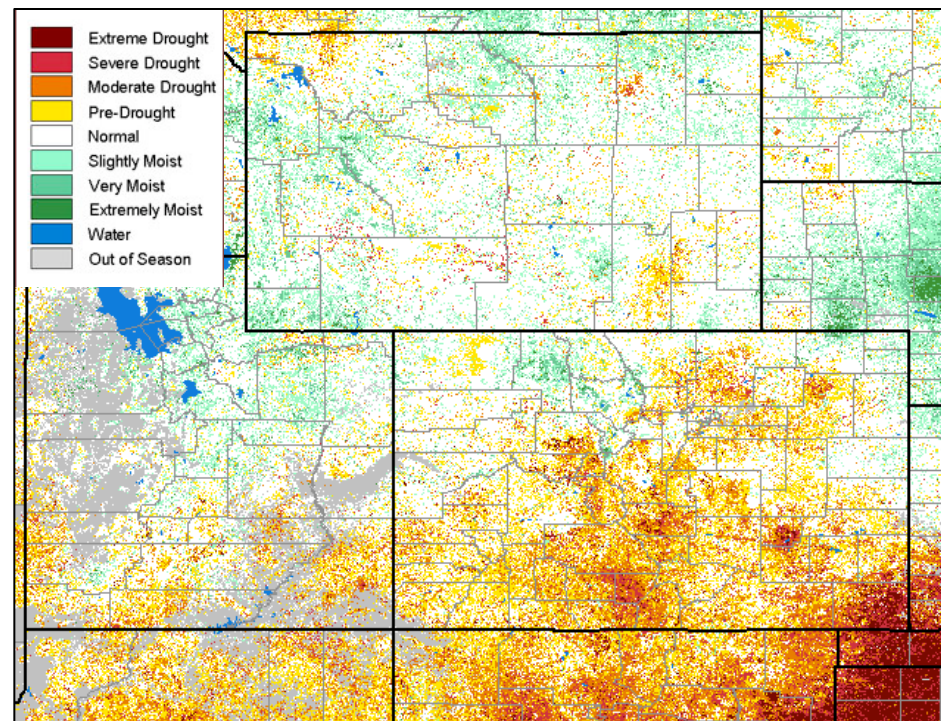 Extreme Drought
Severe Drought
Moderate Drought
Pre-Drought
Normal
Slightly Moist
Very Moist
Extremely Moist
Water
Out of Season